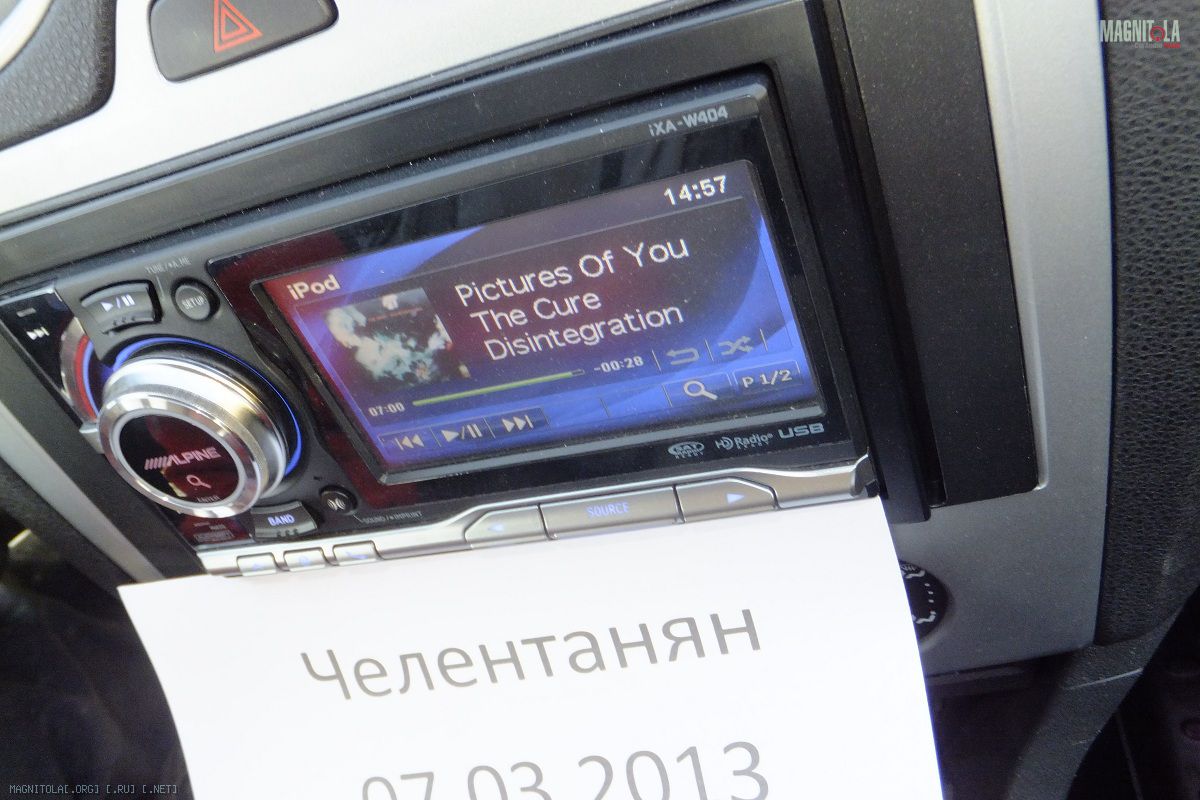 MAGNITOLA
iXA-W404
14:57
iPod
Pictures Of You
The Cure
Disintegration
07:00
-00:28
P 1/2
HD Radio
USB
SETUP
ALPINE
ENTER
BAND
SOURCE
Челентанян
07.03.2013
MAGNITOLA[.ORG] [.RU] [.NET]